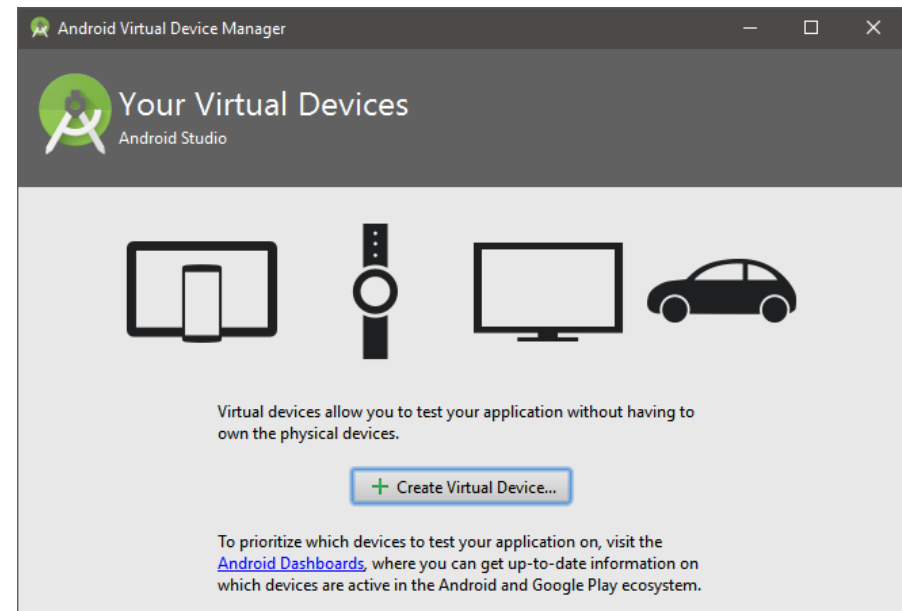 Android Virtual Device Manager
Your Virtual Devices
Android Studio
Virtual devices allow you to test your application without having to
own the physical devices.
Create Virtual Device...
To prioritize which devices to test your application on, visit the
Android Dashboards, where you can get up-to-date information on
which devices are active in the Android and Google Play ecosystem.